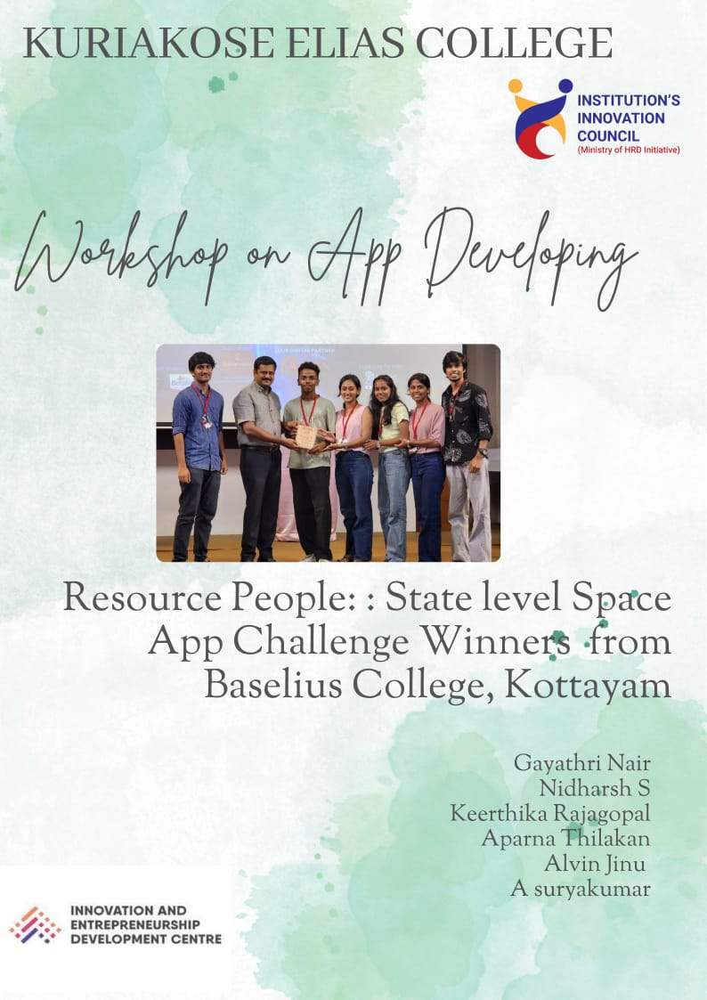 KURIAKOSE ELIAS COLLEGE
INSTITUTION'S
INNOVATION
COUNCIL
(Ministry of HRD Initiative)
Workshop on App Developing
Resource People: : State level Space
App Challenge Winners from
Baselius College, Kottayam
Gayathri Nair
Nidharsh S
Keerthika Rajagopal
Aparna Thilakan
Alvin Jinu
A suryakumar
INNOVATION AND
ENTREPRENEURSHIP
DEVELOPMENT CENTRE